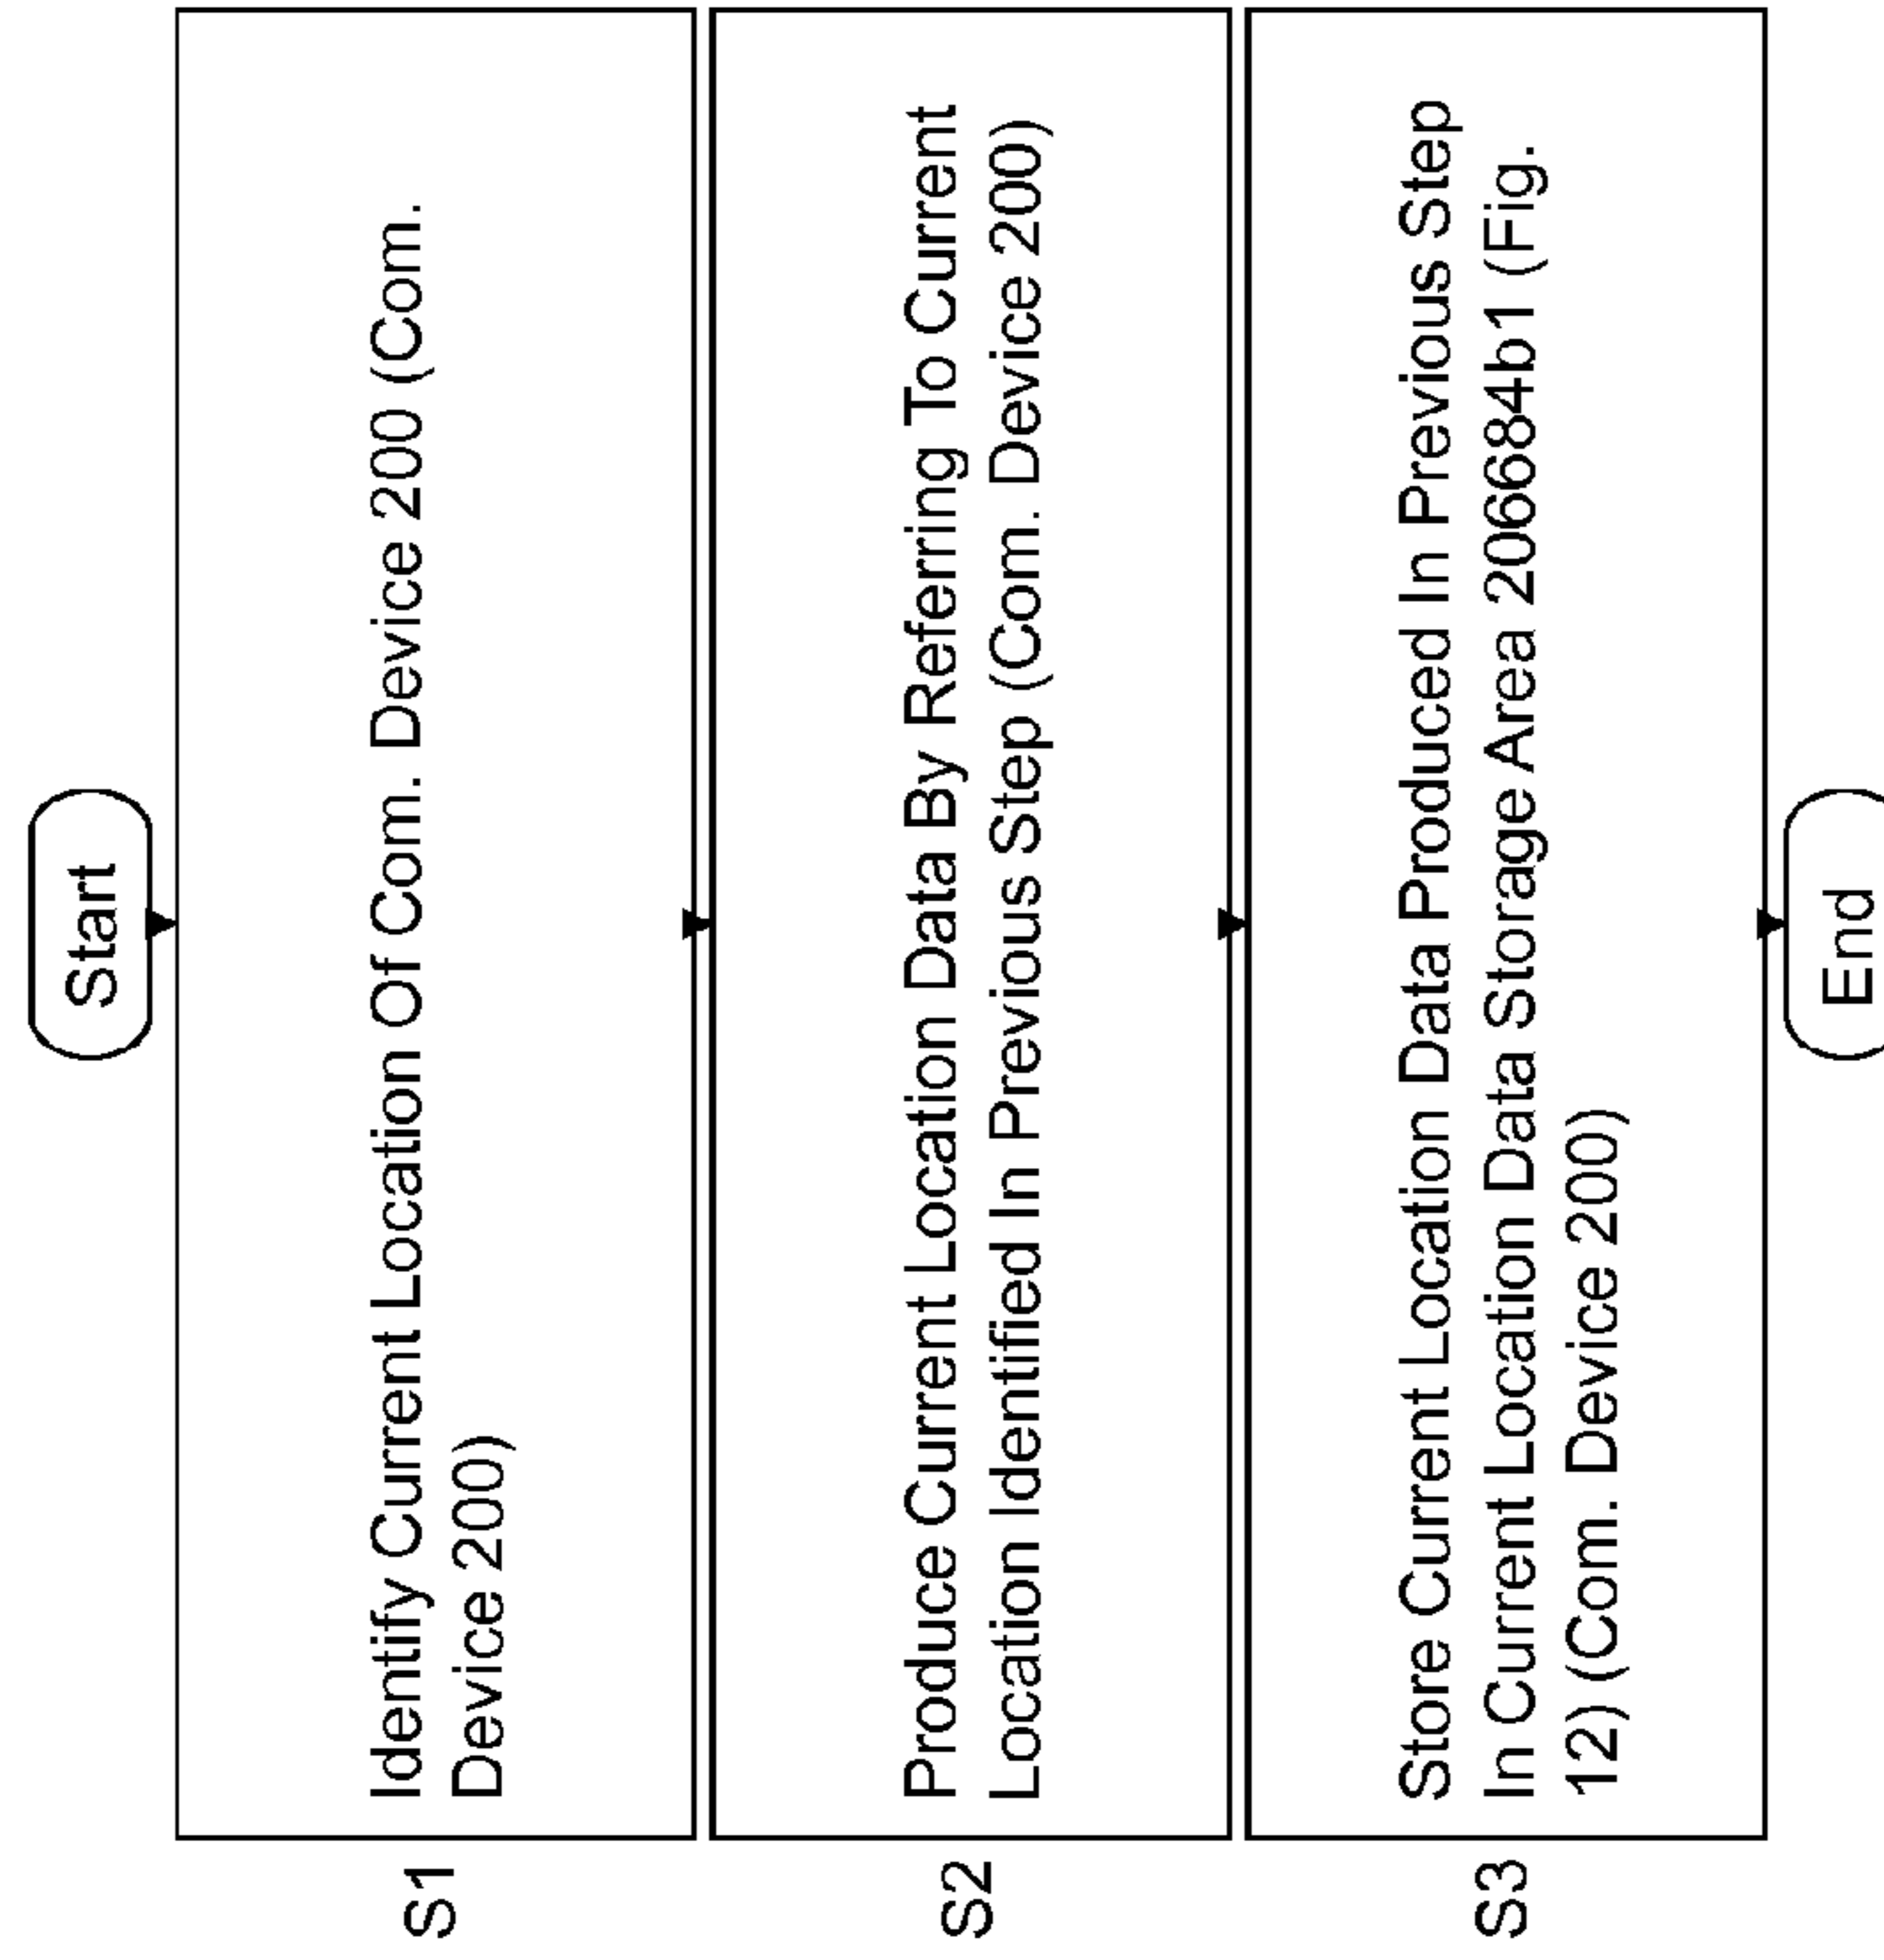 Start
S1
Identify Current Location Of Com. Device 200 (Com.
Device 200)
S2
Produce Current Location Data By Referring To Current
Location Identified In Previous Step (Com. Device 200)
S3
Store Current Location Data Produced In Previous Step
In Current Location Data Storage Area 206684b1 (Fig.
12) (Com. Device 200)
End